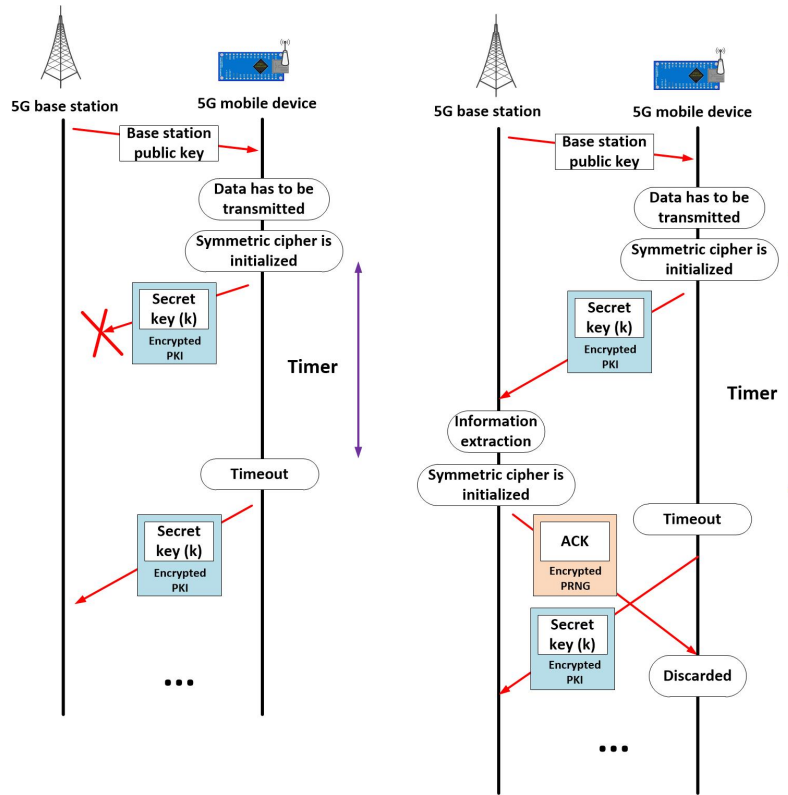 5G base station
5G mobile device
Base station
public key
Data has to be
transmitted
Symmetric cipher is
initialized
Secret
key (k)
Encrypted
PKI
Timer
Timeout
Secret
key (k)
Encrypted
PKI
...
5G base station
5G mobile device
Base station
public key
Data has to be
transmitted
Symmetric cipher is
initialized
Secret
key (k)
Encrypted
PKI
Timer
Information
extraction
Symmetric cipher is
initialized
Timeout
ACK
Encrypted
PRNG
Secret
key (k)
Encrypted
PKI
Discarded
...